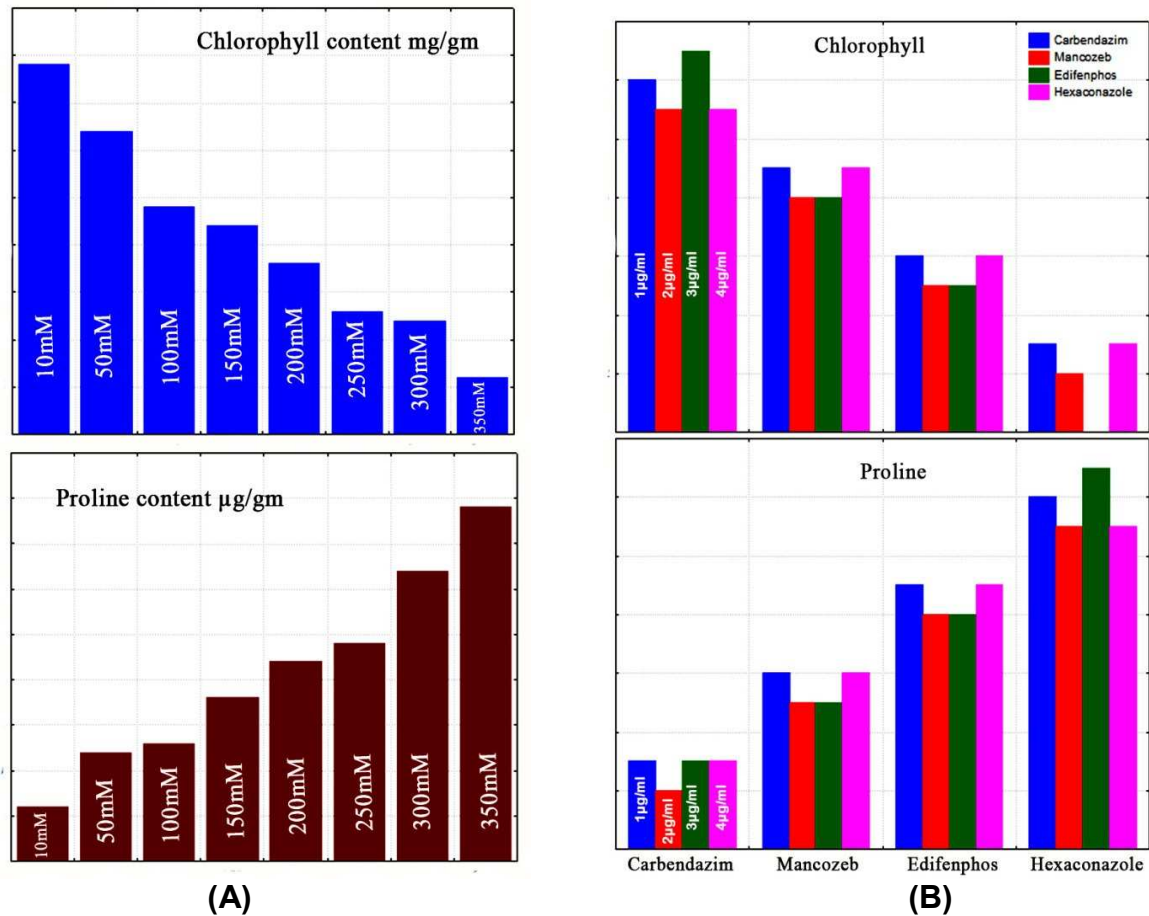 Chlorophyll content mg/gm
10mM
50mM
100mM
150mM
200mM
250mM
300mM
350mM
Proline content µg/gm
10mM
50mM
100mM
150mM
200mM
250mM
300mM
350mM
(A)
Chlorophyll
Carbendazim
Mancozeb
Edifenphos
Hexaconazole
1µg/ml
2µg/ml
3µg/ml
4µg/ml
Proline
1µg/ml
2µg/ml
3µg/ml
4µg/ml
Carbendazim
Mancozeb
Edifenphos
Hexaconazole
(B)